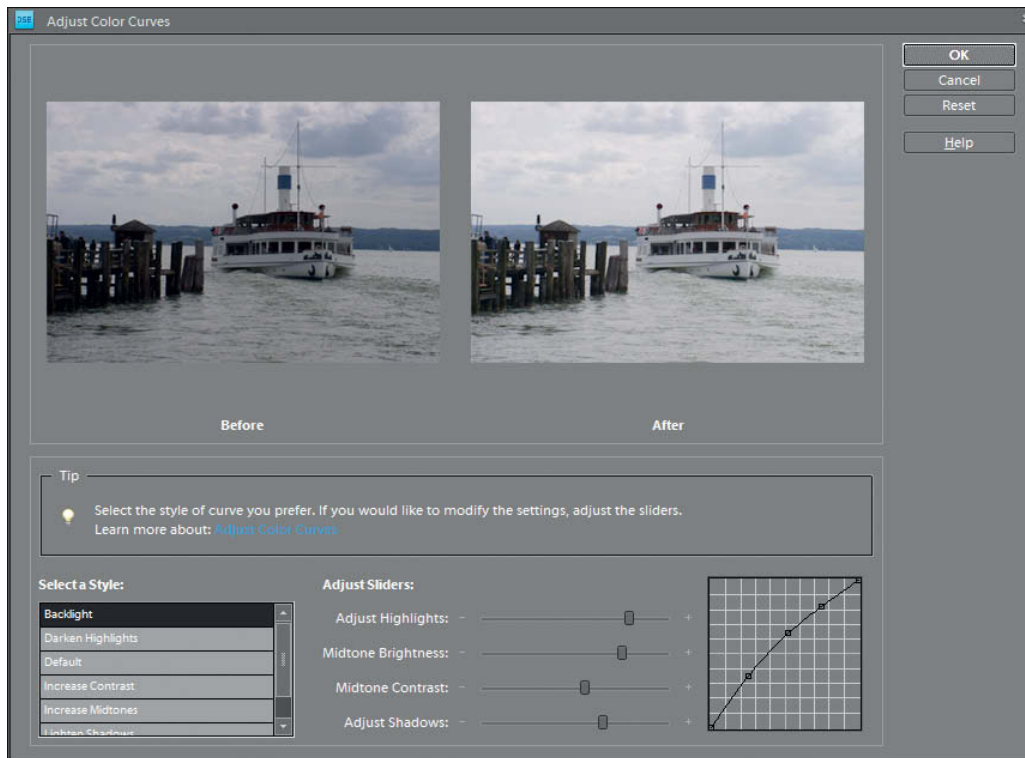 Adjust Color Curves
OK
Cancel
Reset
Help
Before
After
Tip
Select the style of curve you prefer. If you would like to modify the settings, adjust the sliders.
Learn more about: Adjust Color Curves
Select a Style:
Backlight
Darken Highlights
Default
Increase Contrast
Increase Midtones
Lighten Shadows
Adjust Sliders:
Adjust Highlights: - +
Midtone Brightness: - +
Midtone Contrast: - +
Adjust Shadows: - +